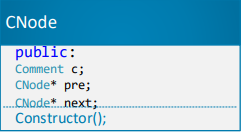 CNode
public:
Comment c;
CNode* pre;
CNode* next;
Constructor();